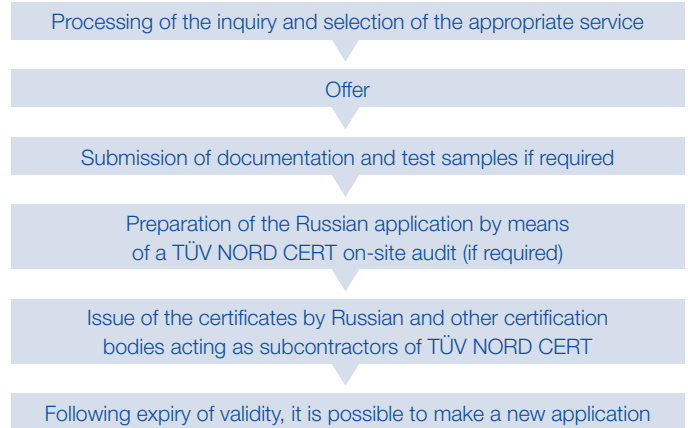 Processing of the inquiry and selection of the appropriate service
Offer
Submission of documentation and test samples if required
Preparation of the Russian application by means
of a TÜV NORD CERT on-site audit (if required)
Issue of the certificates by Russian and other certification
bodies acting as subcontractors of TÜV NORD CERT
Following expiry of validity, it is possible to make a new application